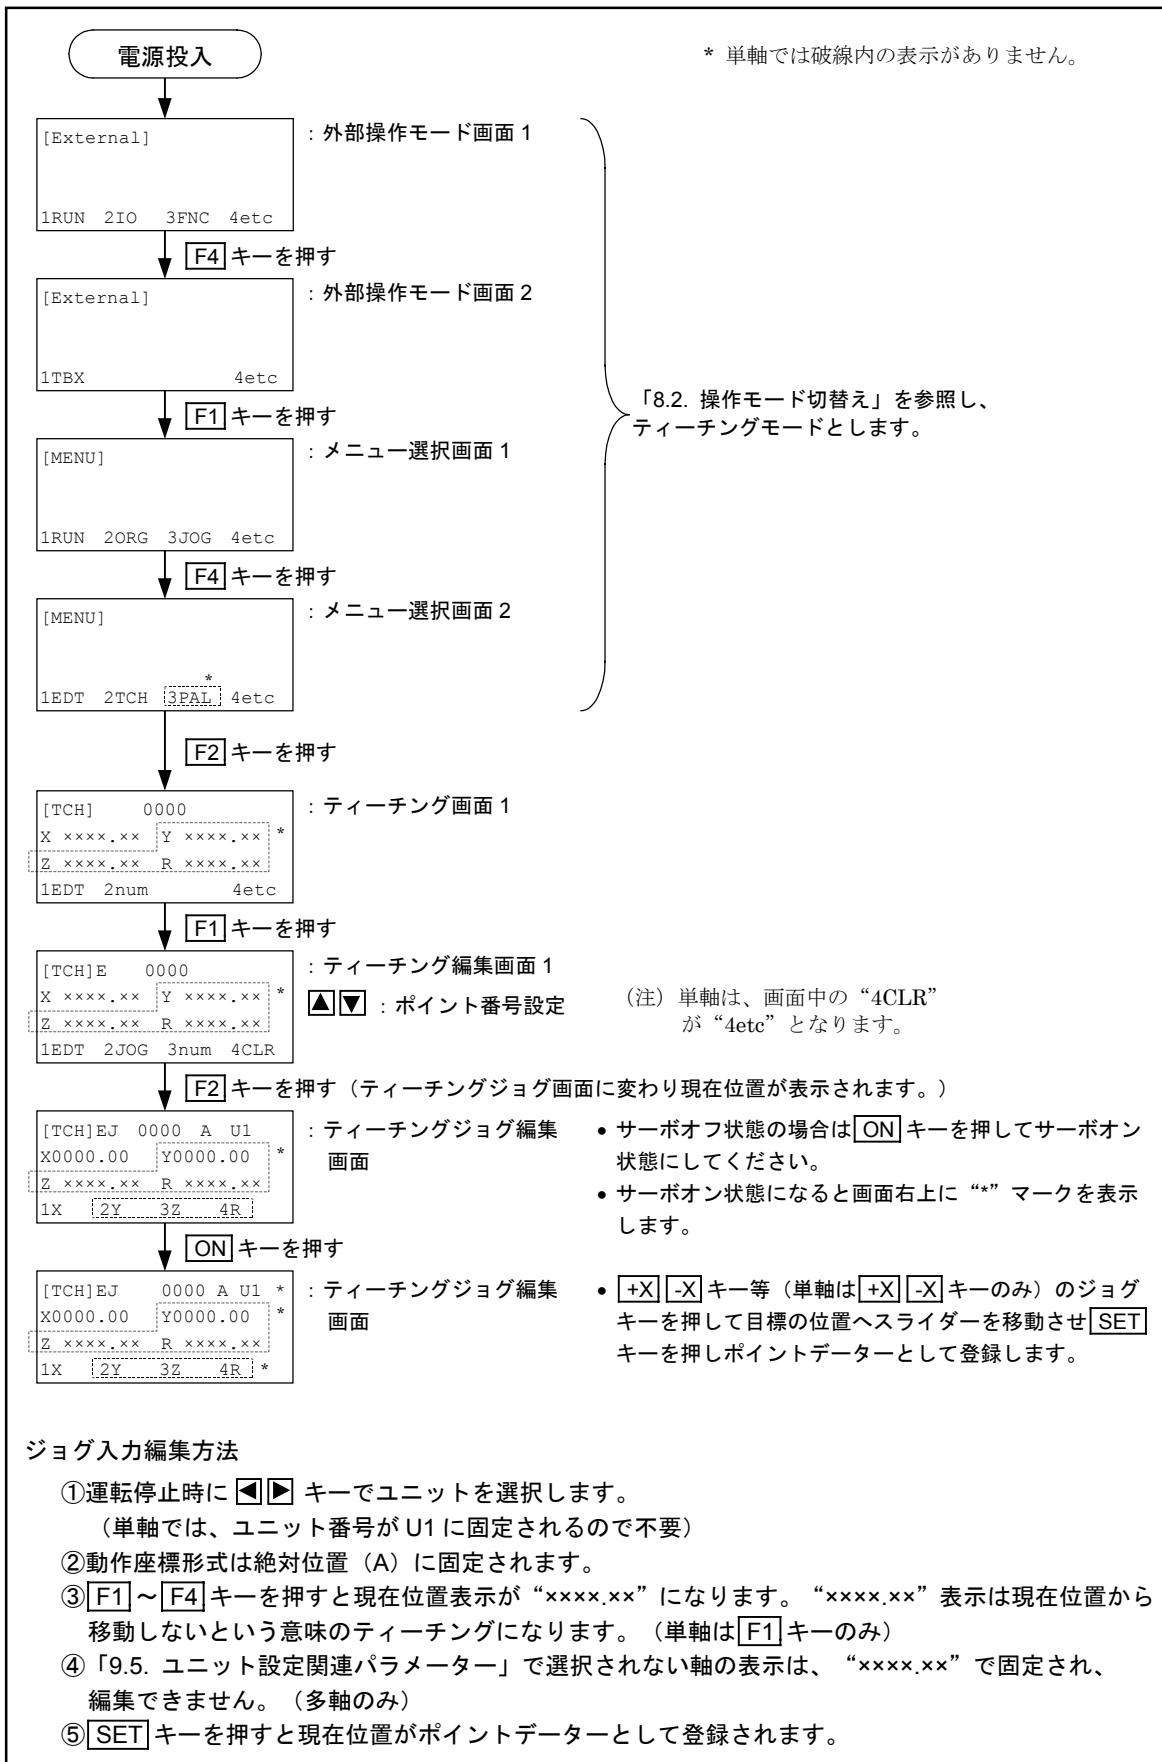 電源投入
* 単軸では破線内の表示がありません。
[External]
：外部操作モード画面 1
1RUN 2IO 3FNC 4etc
F4 キーを押す
[External]
：外部操作モード画面 2
1TBX 4etc
F1 キーを押す
「8.2. 操作モード切替え」を参照し、
ティーチングモードとします。
[MENU]
：メニュー選択画面 1
1RUN 2ORG 3JOG 4etc
F4 キーを押す
[MENU]
：メニュー選択画面 2
*
1EDT 2TCH 3PAL 4etc
F2 キーを押す
[TCH] 0000
：ティーチング画面 1
X ××××.×× Y ××××.×× *
Z ××××.×× R ××××.××
1EDT 2num 4etc
F1 キーを押す
[TCH]E 0000
：ティーチング編集画面 1
X ××××.×× Y ××××.×× *
▲▼ ：ポイント番号設定
（注）単軸は、画面中の“4CLR”
が“4etc”となります。
Z ××××.×× R ××××.××
1EDT 2JOG 3num 4CLR
F2 キーを押す（ティーチングジョグ画面に変わり現在位置が表示されます。）
[TCH]EJ 0000 A U1
：ティーチングジョグ編集
画面
X0000.00 Y0000.00 *
Z ××××.×× R ××××.××
1X 2Y 3Z 4R
● サーボオフ状態の場合は ON キーを押してサーボオン
状態にしてください。
● サーボオン状態になると画面右上に“*”マークを表示
します。
ON キーを押す
[TCH]EJ 0000 A U1 *
：ティーチングジョグ編集
画面
X0000.00 Y0000.00 *
Z ××××.×× R ××××.××
1X 2Y 3Z 4R *
● +X -X キー等（単軸は +X -X キーのみ）のジョグ
キーを押して目標の位置へスライダーを移動させ SET
キーを押しポイントデーターとして登録します。
ジョグ入力編集方法
①運転停止時に ◀▶ キーでユニットを選択します。
（単軸では、ユニット番号が U1 に固定されるので不要）
②動作座標形式は絶対位置（A）に固定されます。
③ F1 ～ F4 キーを押すと現在位置表示が“××××.××”になります。“××××.××”表示は現在位置から
移動しないという意味のティーチングになります。（単軸は F1 キーのみ）
④「9.5. ユニット設定関連パラメーター」で選択されない軸の表示は、“××××.××”で固定され、
編集できません。（多軸のみ）
⑤ SET キーを押すと現在位置がポイントデーターとして登録されます。